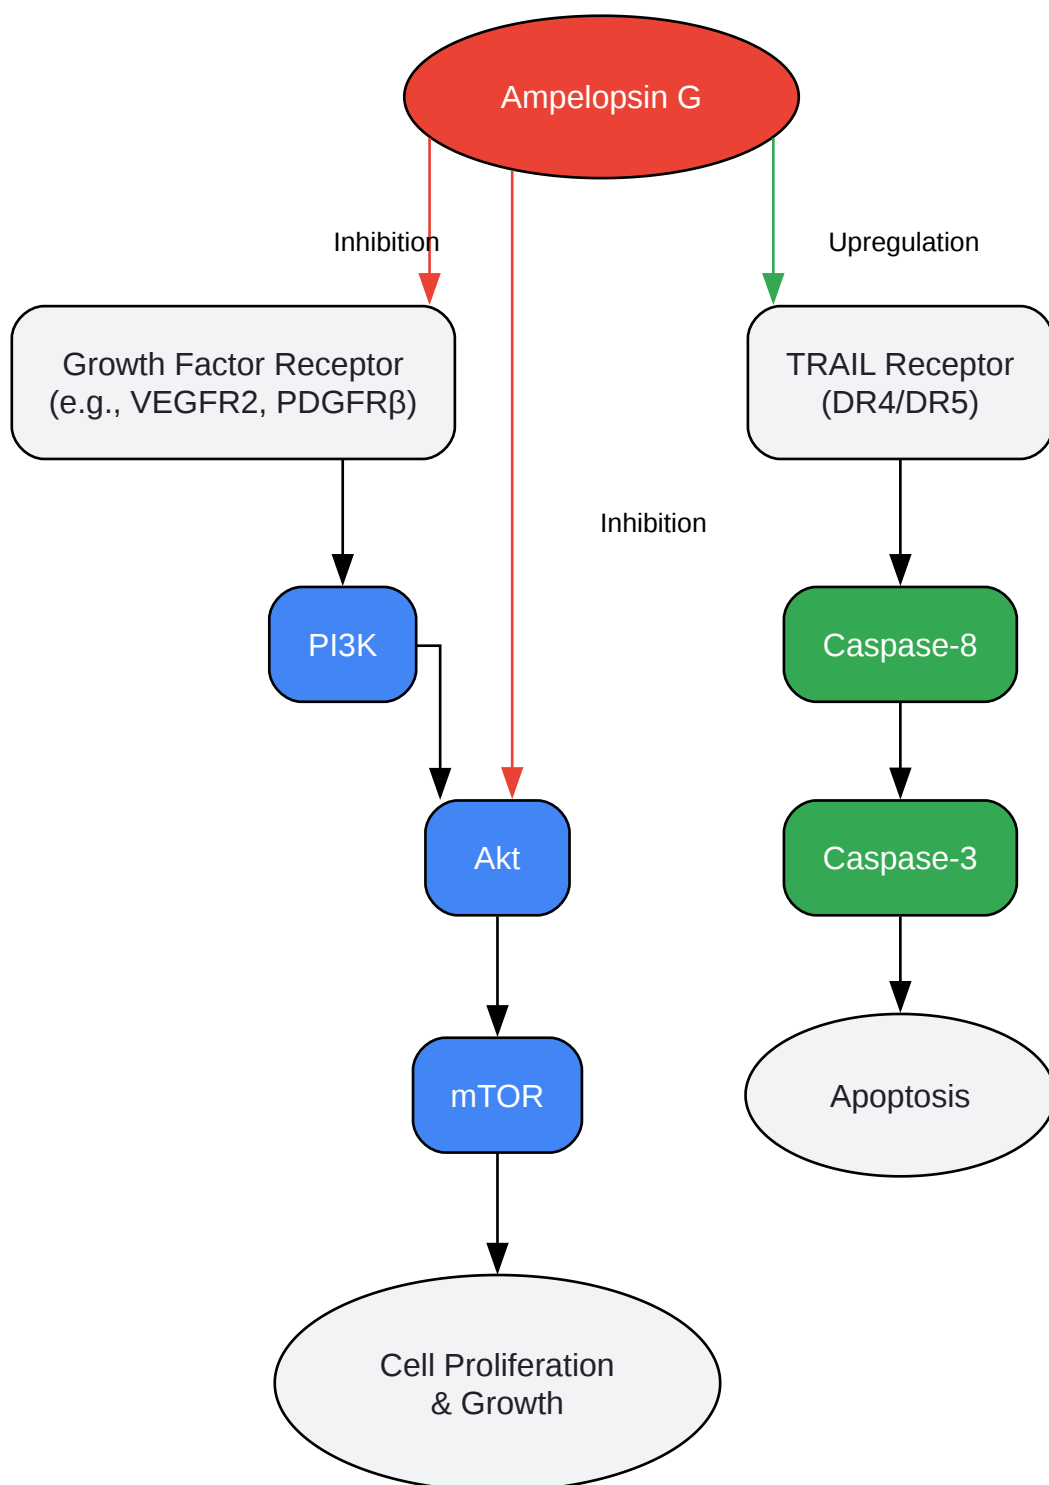 Ampelopsin G
Inhibition
Upregulation
Growth Factor Receptor
(e.g., VEGFR2, PDGFRβ)
TRAIL Receptor
(DR4/DR5)
Inhibition
PI3K
Caspase-8
Akt
Caspase-3
mTOR
Apoptosis
Cell Proliferation
& Growth